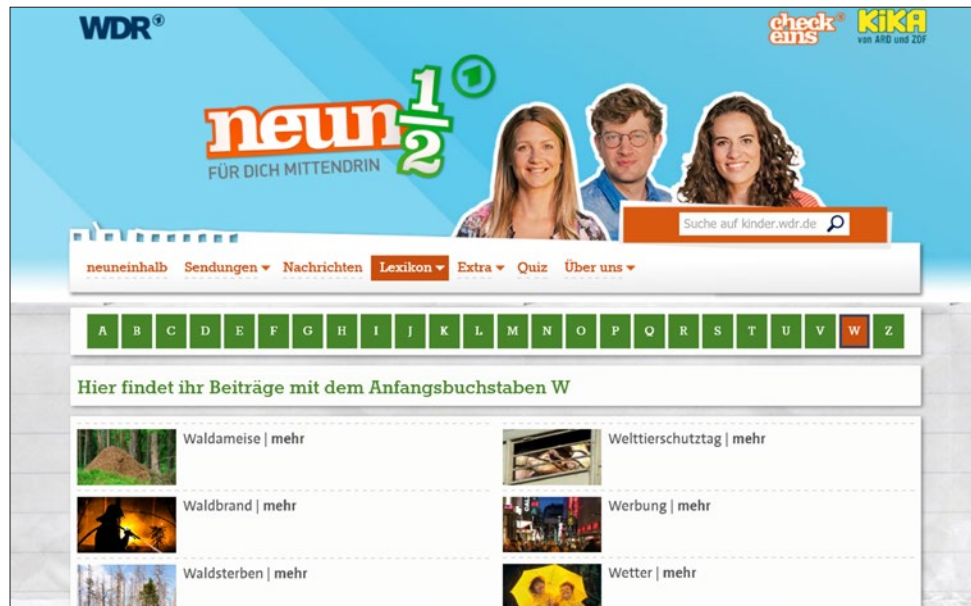 WDR
check eins
KiKA
von ARD und ZDF
neun 1/2
FÜR DICH MITTENDRIN
Suche auf kinder.wdr.de
neuneinhalb Sendungen Nachrichten Lexikon Extra Quiz Über uns
A B C D E F G H I J K L M N O P Q R S T U V W Z
Hier findet ihr Beiträge mit dem Anfangsbuchstaben W
Waldameise | mehr
Welttierschutztag | mehr
Waldbrand | mehr
Werbung | mehr
Waldsterben | mehr
Wetter | mehr